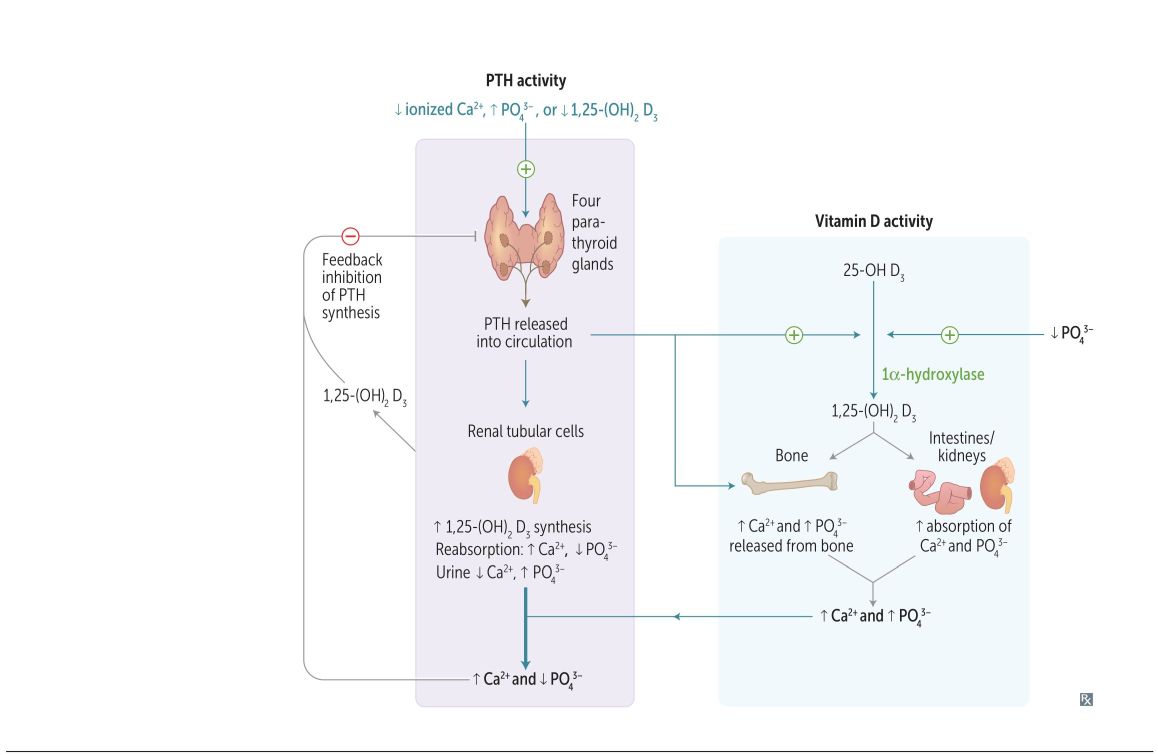 PTH activity
↓ ionized Ca²⁺, ↑ PO₄³⁻, or ↓ 1,25-(OH)₂ D₃
+
Four
para-
thyroid
glands
−
Feedback
inhibition
of PTH
synthesis
PTH released
into circulation
1,25-(OH)₂ D₃
Renal tubular cells
↑ 1,25-(OH)₂ D₃ synthesis
Reabsorption: ↑ Ca²⁺, ↓ PO₄³⁻
Urine ↓ Ca²⁺, ↑ PO₄³⁻
↑ Ca²⁺ and ↓ PO₄³⁻
Vitamin D activity
25-OH D₃
+
+
↓ PO₄³⁻
1α-hydroxylase
1,25-(OH)₂ D₃
Bone
Intestines/
kidneys
↑ Ca²⁺ and ↑ PO₄³⁻
released from bone
↑ absorption of
Ca²⁺ and PO₄³⁻
↑ Ca²⁺ and ↑ PO₄³⁻
Rx